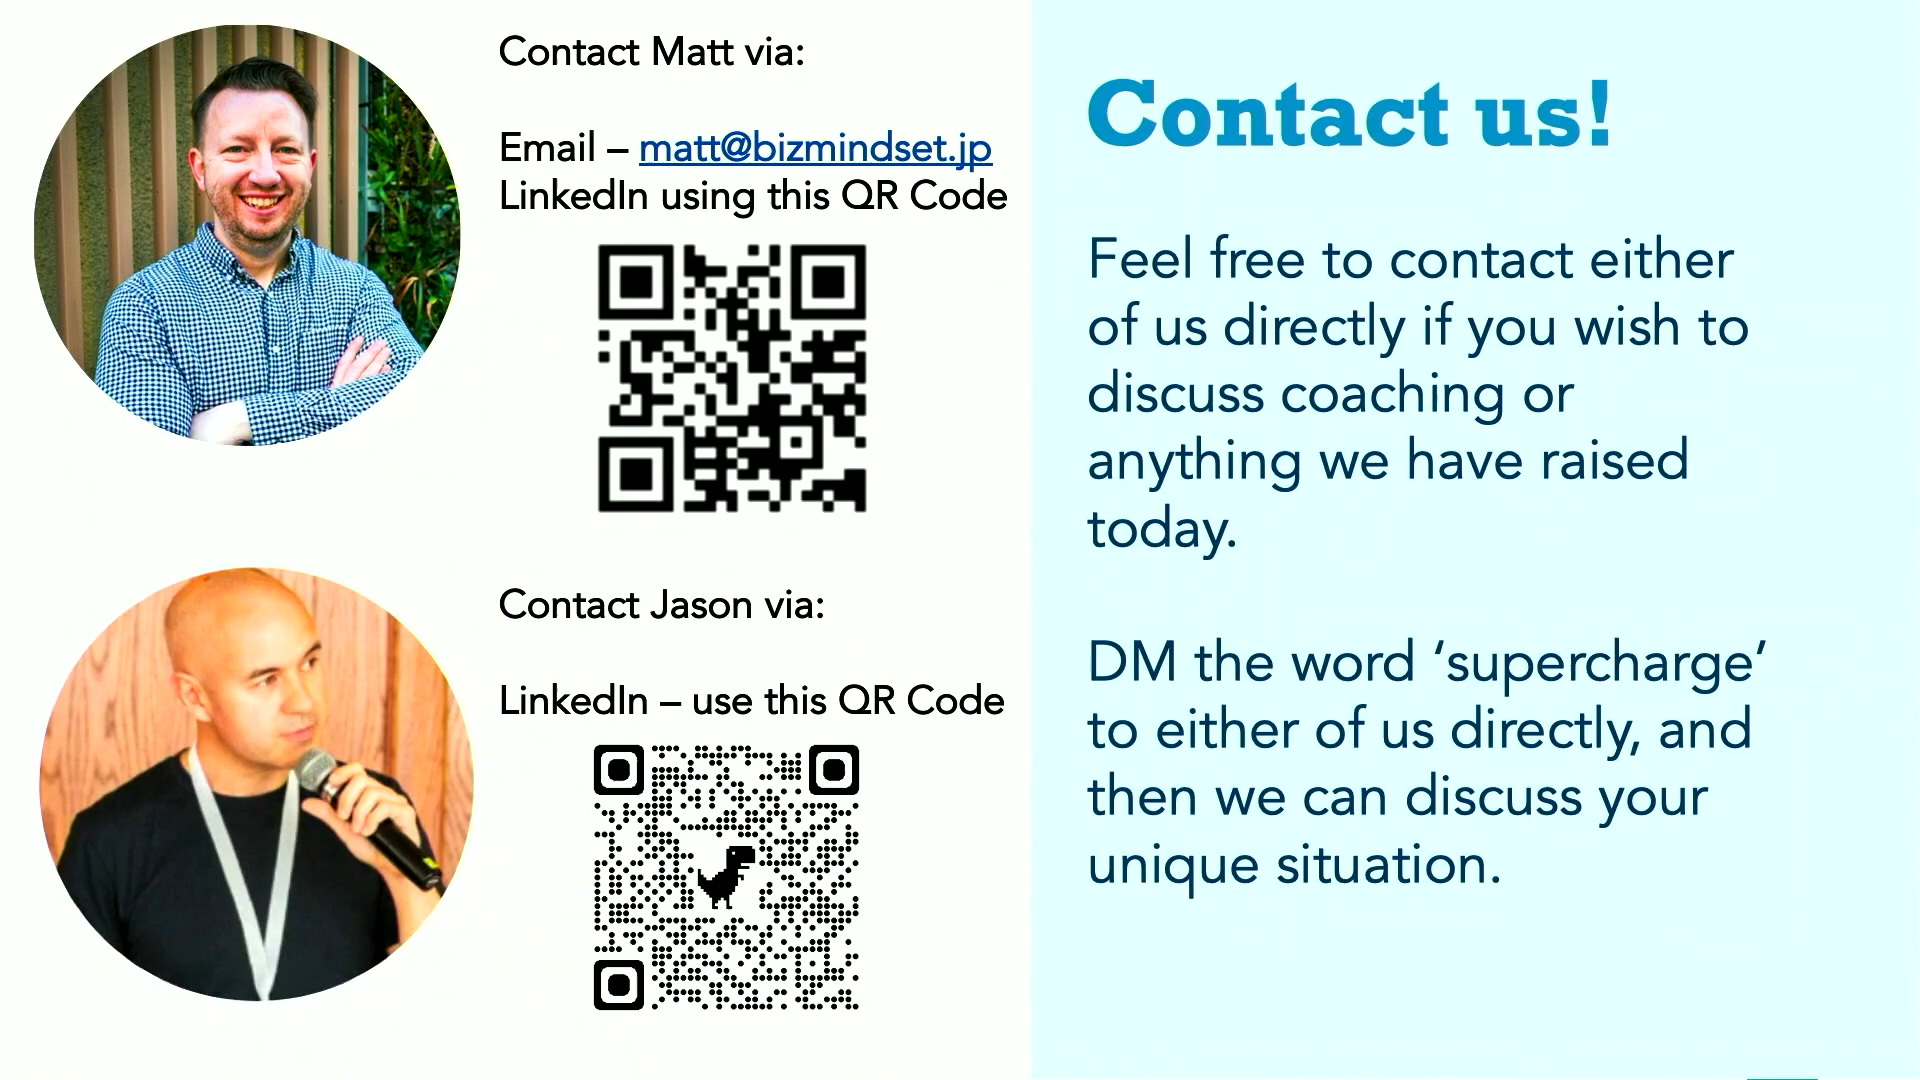 Contact Matt via:
Email – matt@bizmindset.jp
LinkedIn using this QR Code
Contact Jason via:
LinkedIn – use this QR Code
Contact us!
Feel free to contact either
of us directly if you wish to
discuss coaching or
anything we have raised
today.
DM the word ‘supercharge’
to either of us directly, and
then we can discuss your
unique situation.